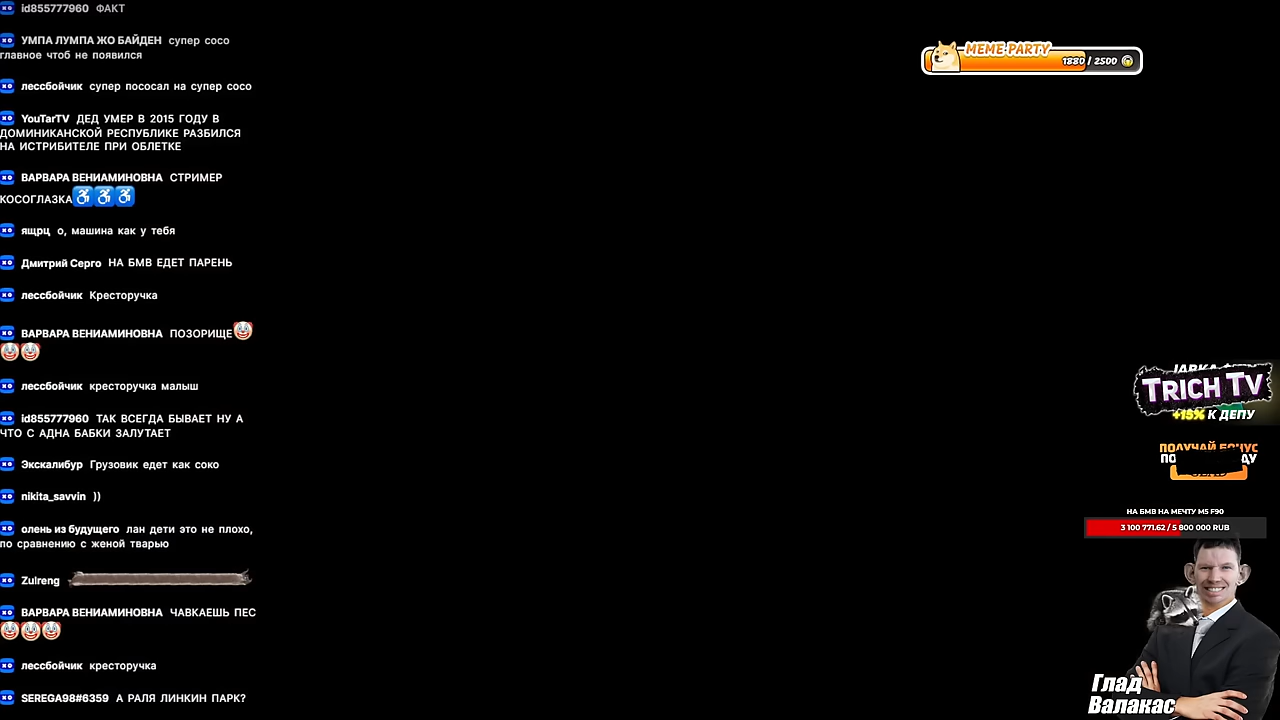 id855777960 ФАКТ
УМПА ЛУМПА ЖО БАЙДЕН супер сосо
главное чтоб не появился
лессбойчик супер пососал на супер сосо
YouTarTV ДЕД УМЕР В 2015 ГОДУ В
ДОМИНИКАНСКОЙ РЕСПУБЛИКЕ РАЗБИЛСЯ
НА ИСТРИБИТЕЛЕ ПРИ ОБЛЕТКЕ
ВАРВАРА ВЕНИАМИНОВНА СТРИМЕР
КОСОГЛАЗКА♿♿♿
ящрц о, машина как у тебя
Дмитрий Серго НА БМВ ЕДЕТ ПАРЕНЬ
лессбойчик Кресторучка
ВАРВАРА ВЕНИАМИНОВНА ПОЗОРИЩЕ🤡
🤡🤡
лессбойчик кресторучка малыш
id855777960 ТАК ВСЕГДА БЫВАЕТ НУ А
ЧТО С АДНА БАБКИ ЗАЛУТАЕТ
Экскалибур Грузовик едет как соко
nikita_savvin ))
олень из будущего лан дети это не плохо,
по сравнению с женой тварью
Zulreng
ВАРВАРА ВЕНИАМИНОВНА ЧАВКАЕШЬ ПЕС
🤡🤡🤡
лессбойчик кресторучка
SEREGA98#6359 А РАЛЯ ЛИНКИН ПАРК?
MEME PARTY
1880 / 2500
TRICH TV
+15% К ДЕПУ
ПОЛУЧАЙ БОНУС
НА БМВ НА МЕЧТУ M5 F90
3 100 771.62 / 5 800 000 RUB
Глад
Валакас